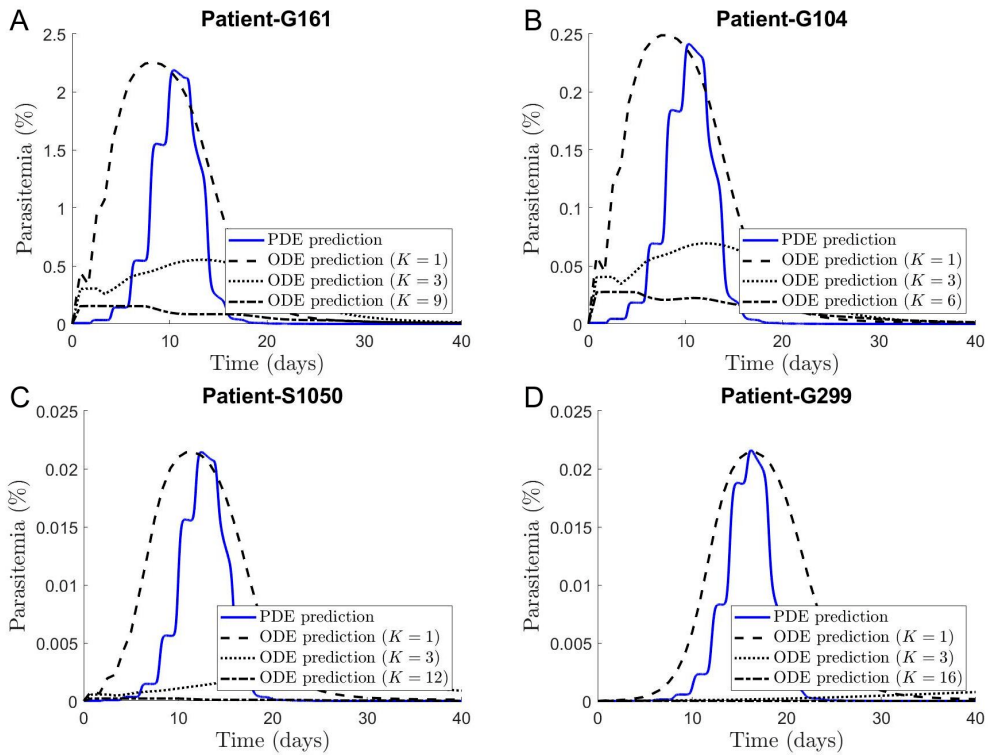 A
Patient-G161
Parasitemia (%)
2.5
2
1.5
1
0.5
0
PDE prediction
ODE prediction (K = 1)
ODE prediction (K = 3)
ODE prediction (K = 9)
0 10 20 30 40
Time (days)
B
Patient-G104
Parasitemia (%)
0.25
0.2
0.15
0.1
0.05
0
PDE prediction
ODE prediction (K = 1)
ODE prediction (K = 3)
ODE prediction (K = 6)
0 10 20 30 40
Time (days)
C
Patient-S1050
Parasitemia (%)
0.025
0.02
0.015
0.01
0.005
0
PDE prediction
ODE prediction (K = 1)
ODE prediction (K = 3)
ODE prediction (K = 12)
0 10 20 30 40
Time (days)
D
Patient-G299
Parasitemia (%)
0.025
0.02
0.015
0.01
0.005
0
PDE prediction
ODE prediction (K = 1)
ODE prediction (K = 3)
ODE prediction (K = 16)
0 10 20 30 40
Time (days)